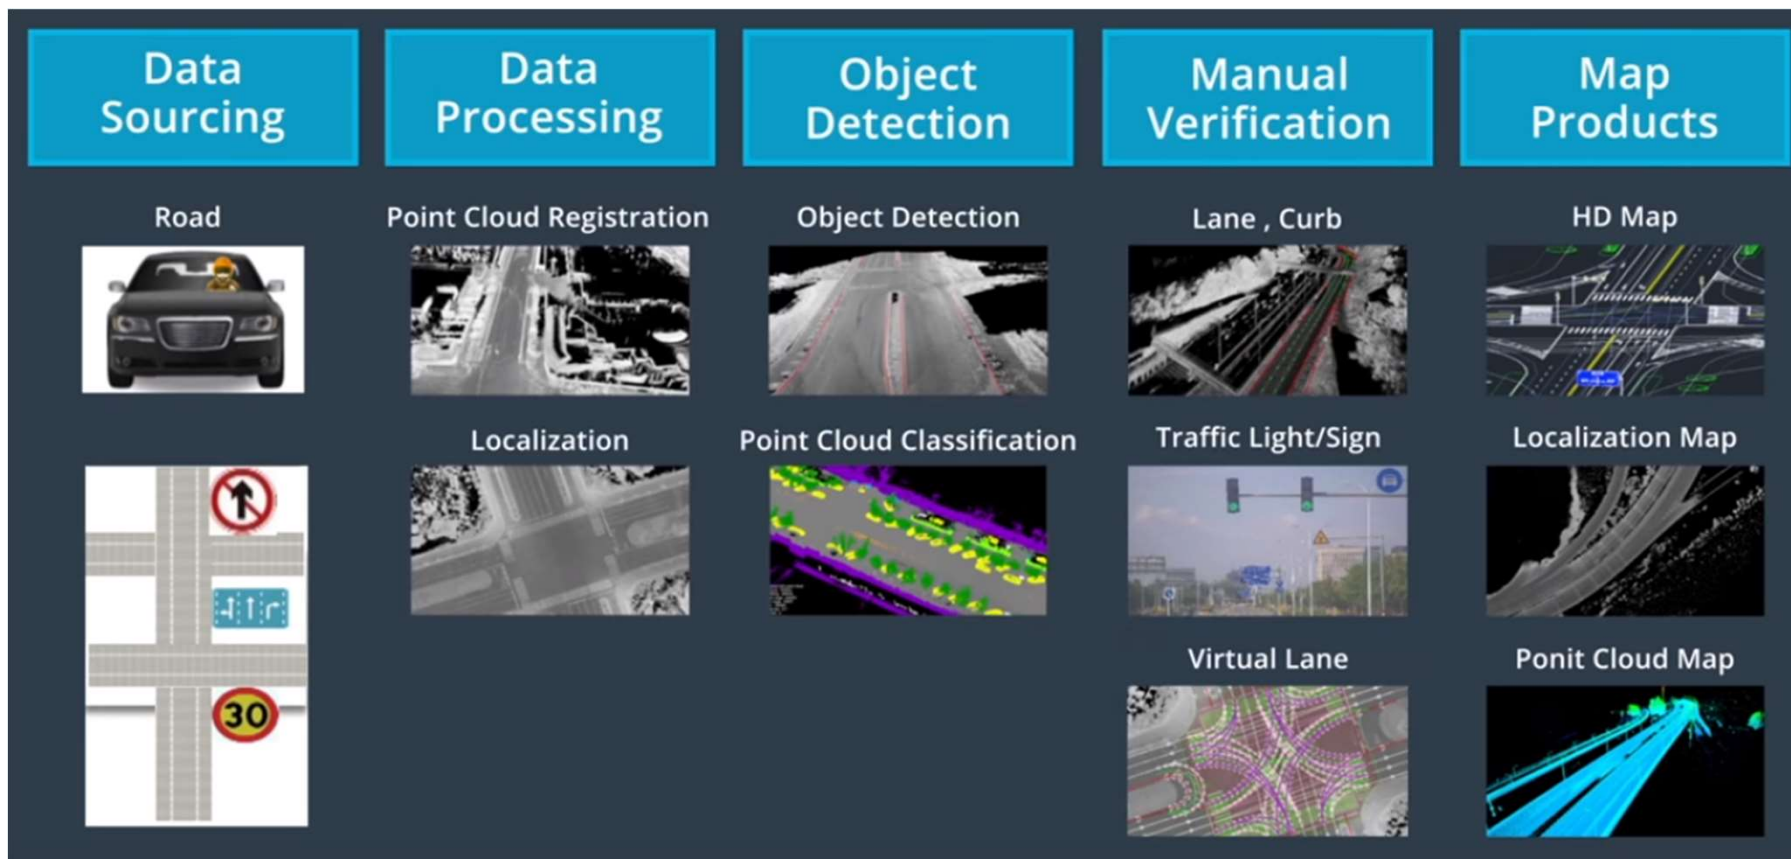 Data
Sourcing
Data
Processing
Object
Detection
Manual
Verification
Map
Products
Road
30
Point Cloud Registration
Localization
Object Detection
Point Cloud Classification
Lane , Curb
Traffic Light/Sign
Virtual Lane
HD Map
Localization Map
Ponit Cloud Map